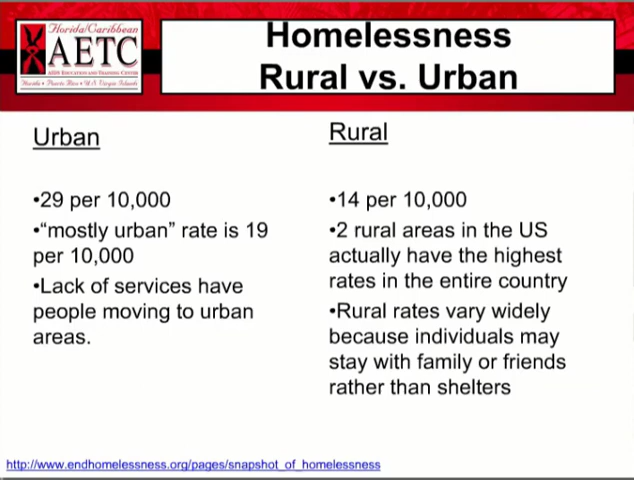 Florida/Caribbean
AETC
AIDS EDUCATION AND TRAINING CENTER
Florida • Puerto Rico • U.S. Virgin Islands
Homelessness
Rural vs. Urban
Urban
•29 per 10,000
•“mostly urban” rate is 19
per 10,000
•Lack of services have
people moving to urban
areas.
Rural
•14 per 10,000
•2 rural areas in the US
actually have the highest
rates in the entire country
•Rural rates vary widely
because individuals may
stay with family or friends
rather than shelters
http://www.endhomelessness.org/pages/snapshot_of_homelessness